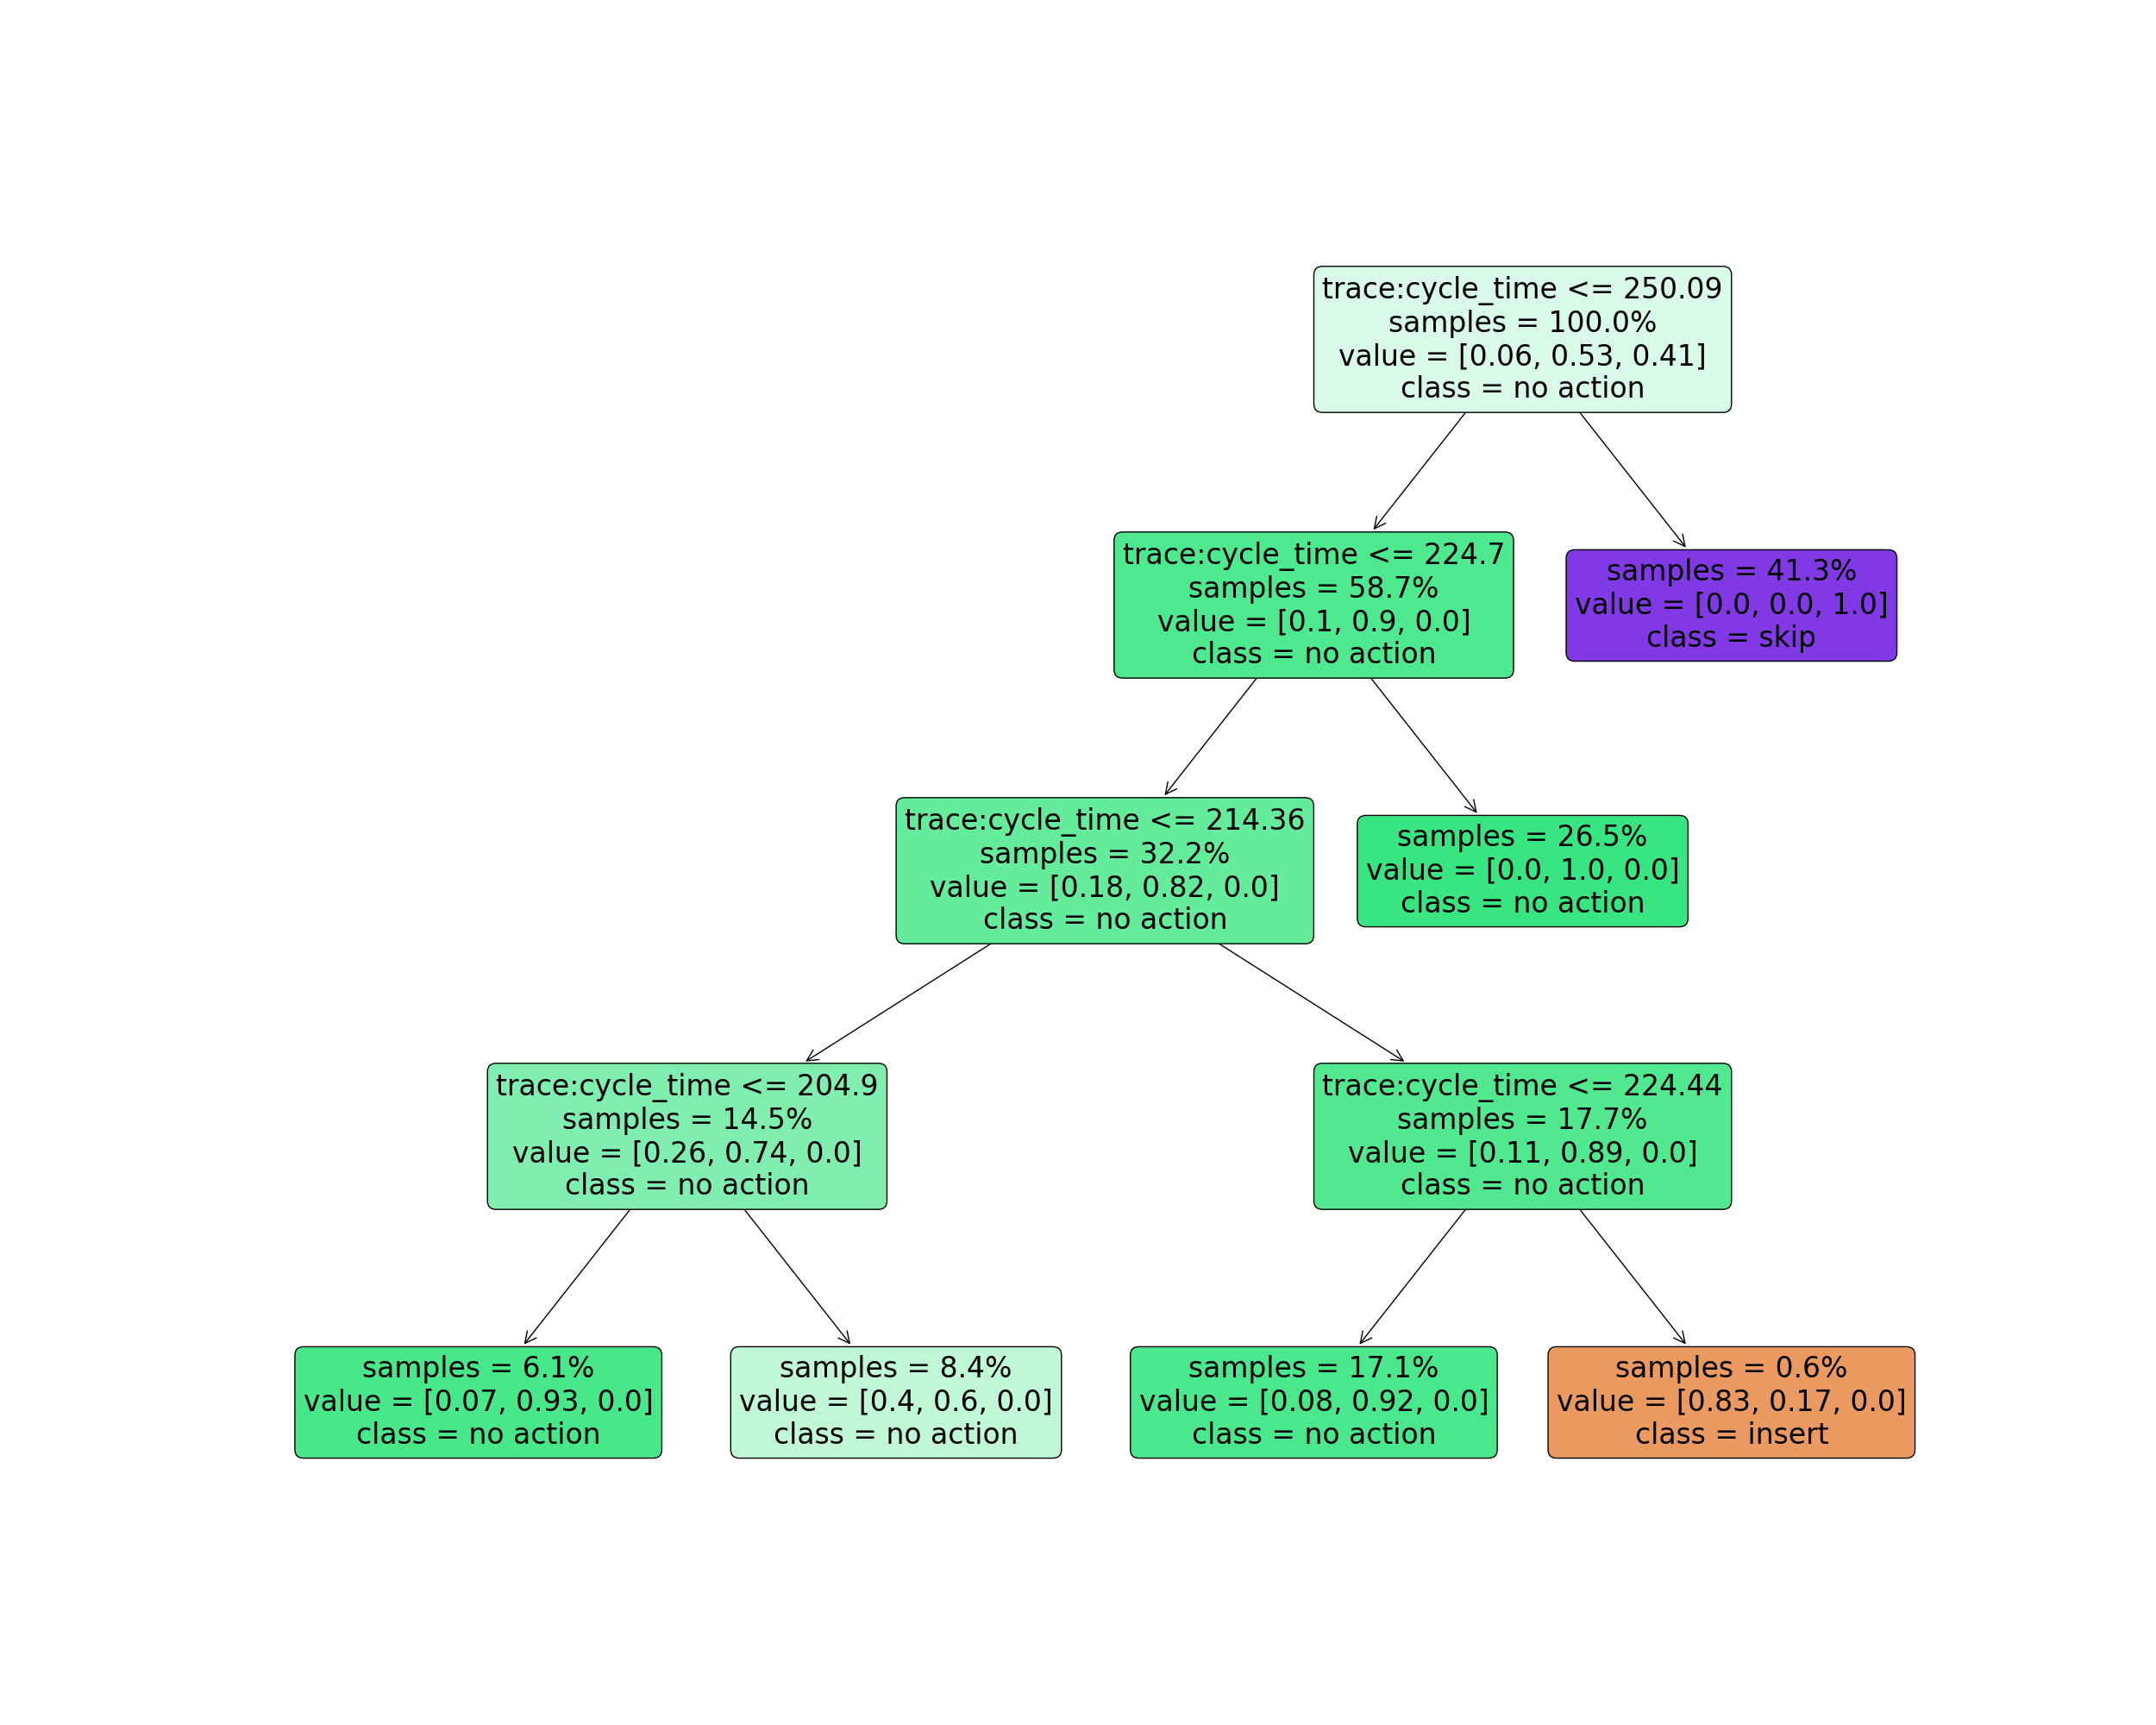 trace:cycle_time <= 250.09
samples = 100.0%
value = [0.06, 0.53, 0.41]
class = no action
trace:cycle_time <= 224.7
samples = 58.7%
value = [0.1, 0.9, 0.0]
class = no action
samples = 41.3%
value = [0.0, 0.0, 1.0]
class = skip
trace:cycle_time <= 214.36
samples = 32.2%
value = [0.18, 0.82, 0.0]
class = no action
samples = 26.5%
value = [0.0, 1.0, 0.0]
class = no action
trace:cycle_time <= 204.9
samples = 14.5%
value = [0.26, 0.74, 0.0]
class = no action
trace:cycle_time <= 224.44
samples = 17.7%
value = [0.11, 0.89, 0.0]
class = no action
samples = 6.1%
value = [0.07, 0.93, 0.0]
class = no action
samples = 8.4%
value = [0.4, 0.6, 0.0]
class = no action
samples = 17.1%
value = [0.08, 0.92, 0.0]
class = no action
samples = 0.6%
value = [0.83, 0.17, 0.0]
class = insert